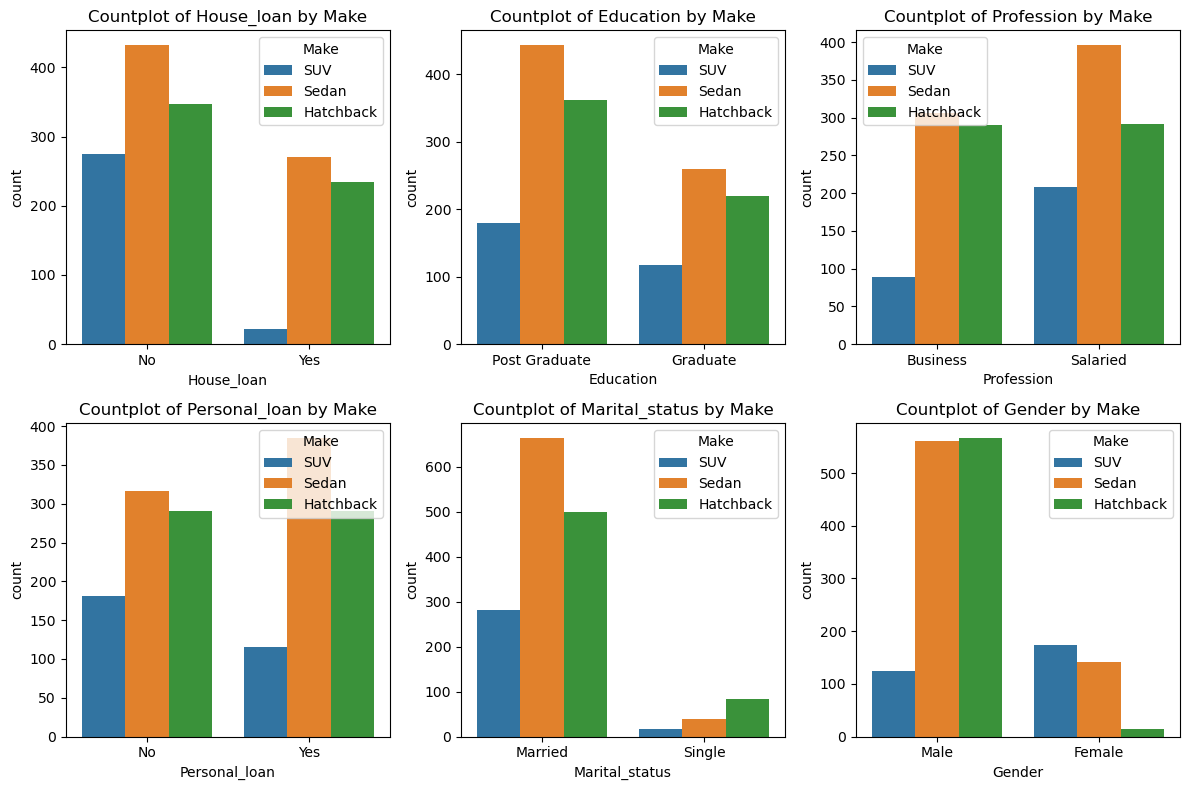 Countplot of House_loan by Make
count
400
300
200
100
0
Make
SUV
Sedan
Hatchback
No Yes
House_loan
Countplot of Education by Make
count
400
300
200
100
0
Make
SUV
Sedan
Hatchback
Post Graduate Graduate
Education
Countplot of Profession by Make
count
400
350
300
250
200
150
100
50
0
Make
SUV
Sedan
Hatchback
Business Salaried
Profession
Countplot of Personal_loan by Make
count
400
350
300
250
200
150
100
50
0
Make
SUV
Sedan
Hatchback
No Yes
Personal_loan
Countplot of Marital_status by Make
count
600
500
400
300
200
100
0
Make
SUV
Sedan
Hatchback
Married Single
Marital_status
Countplot of Gender by Make
count
500
400
300
200
100
0
Make
SUV
Sedan
Hatchback
Male Female
Gender